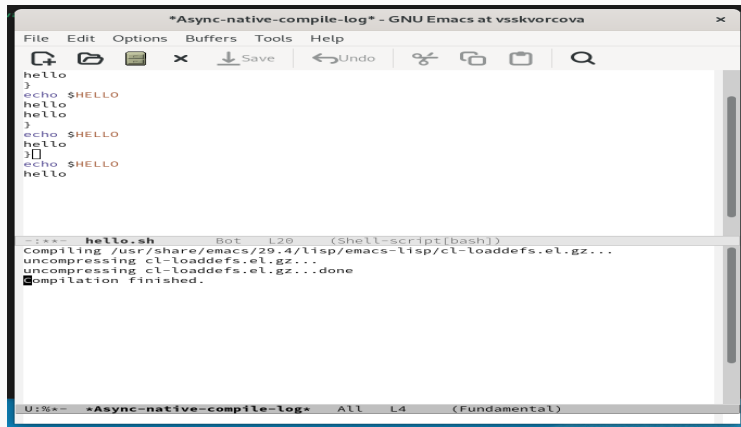 *Async-native-compile-log* - GNU Emacs at vsskvorcova
File Edit Options Buffers Tools Help
Save Undo
hello
}
echo $HELLO
hello
hello
}
echo $HELLO
hello
}
echo $HELLO
hello
-:**- hello.sh Bot L20 (Shell-script[bash])
Compiling /usr/share/emacs/29.4/lisp/emacs-lisp/cl-loaddefs.el.gz...
uncompressing cl-loaddefs.el.gz...
uncompressing cl-loaddefs.el.gz...done
Compilation finished.
U:%*- *Async-native-compile-log* All L4 (Fundamental)